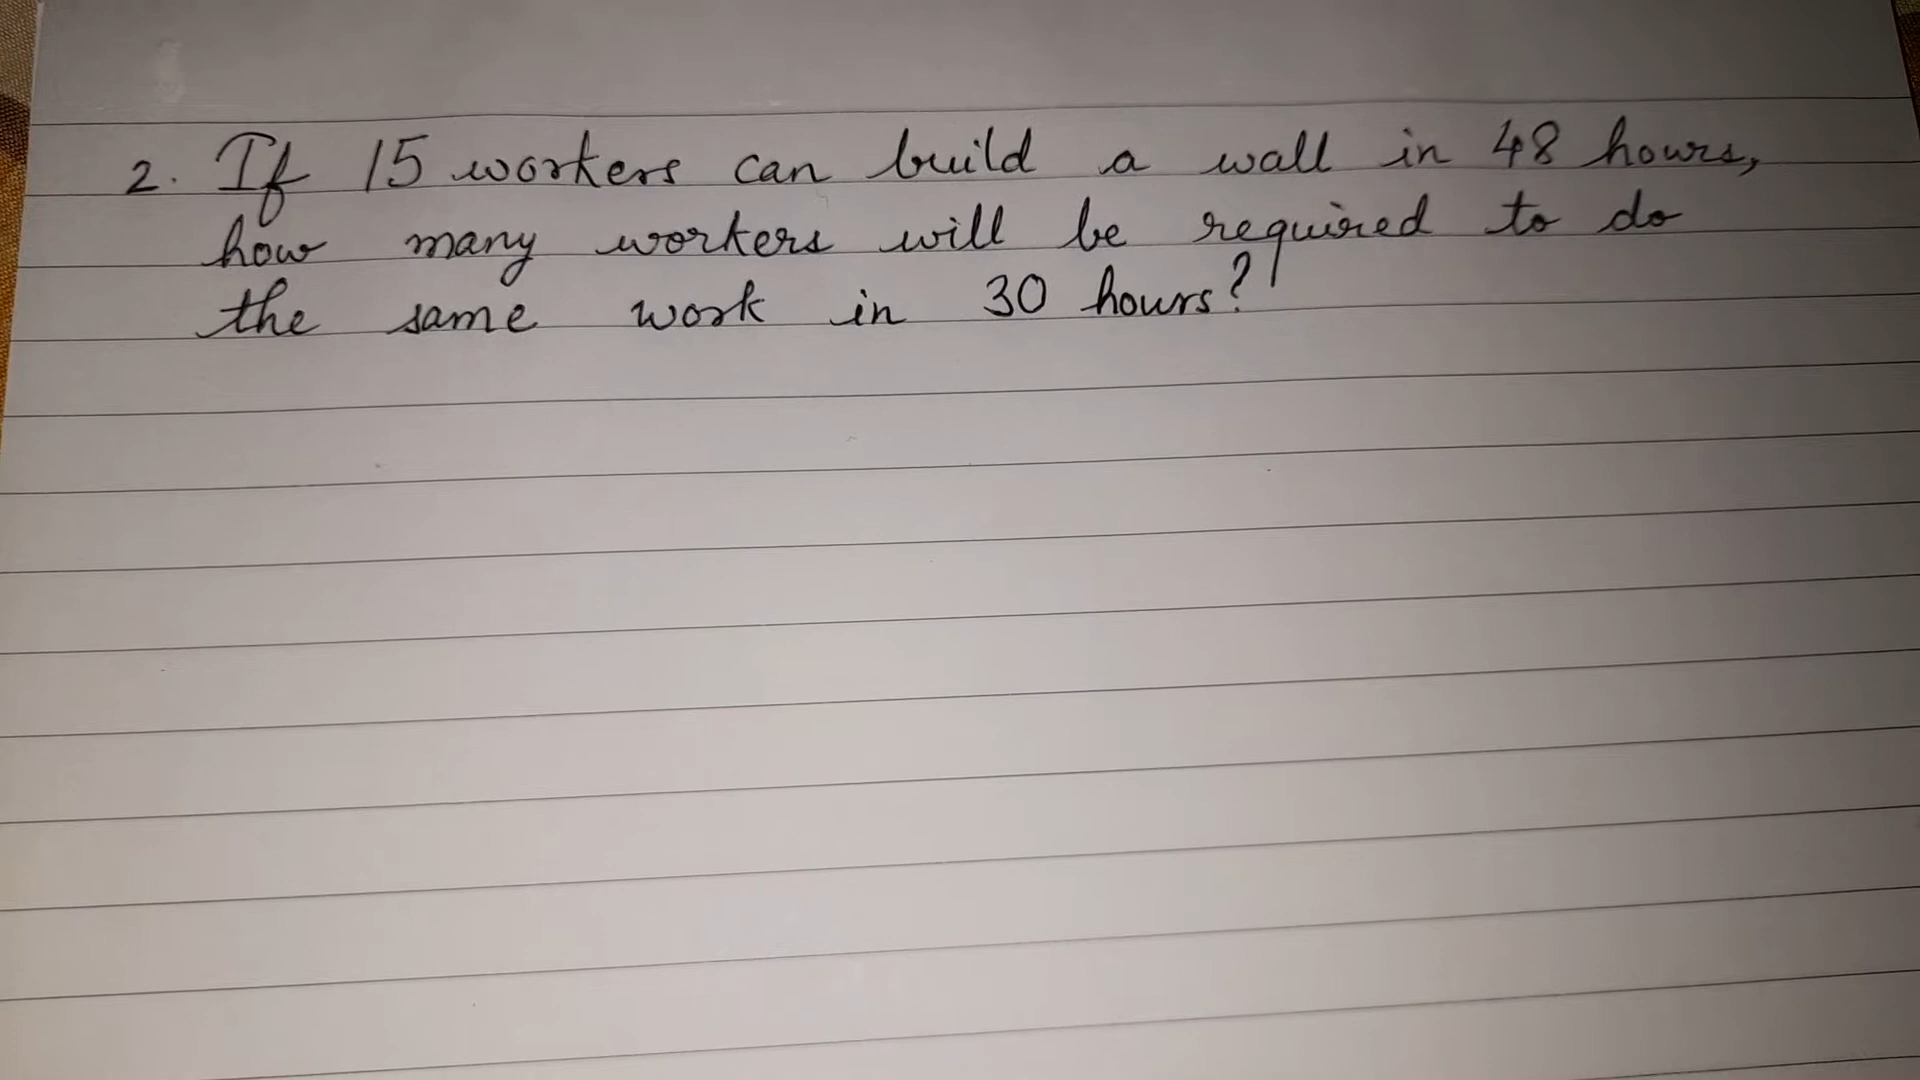 2. If 15 workers can build a wall in 48 hours,
how many workers will be required to do
the same work in 30 hours?